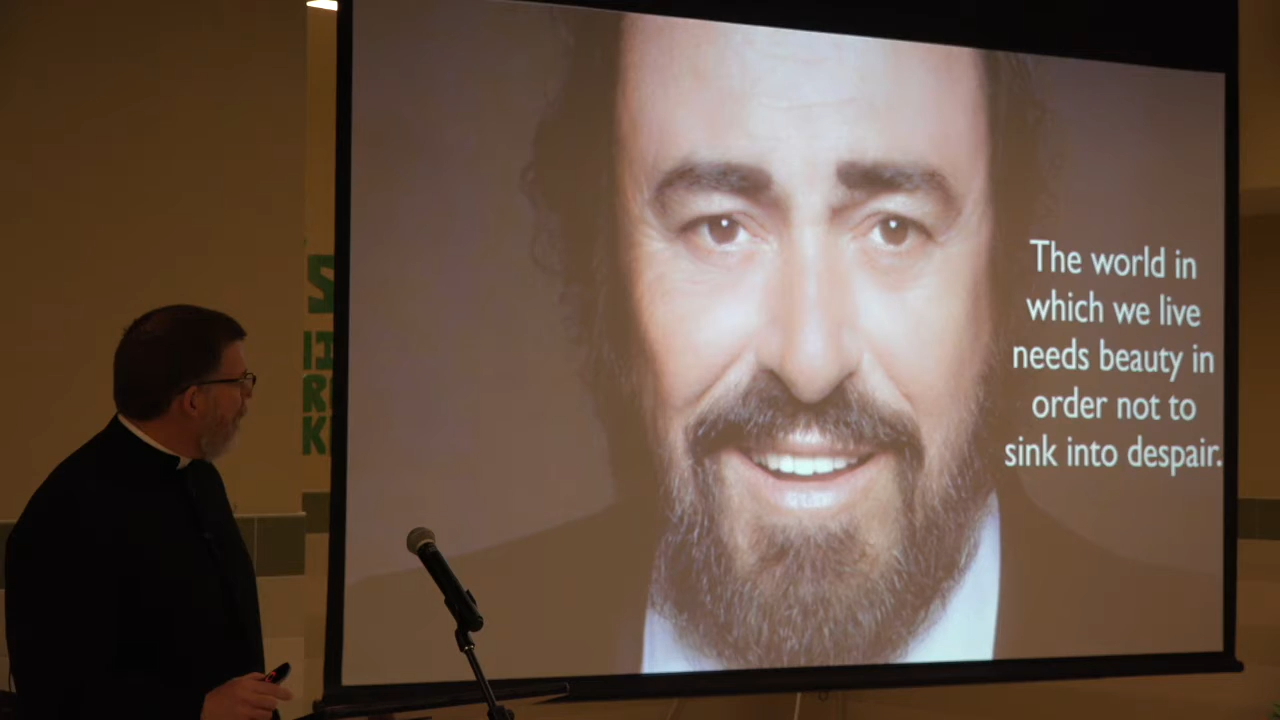 The world in
which we live
needs beauty in
order not to
sink into despair.